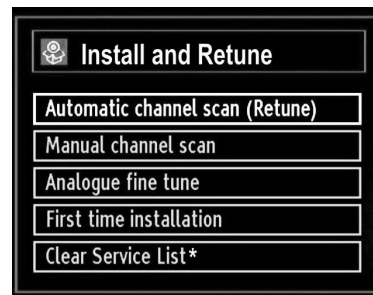 Install and Retune
Automatic channel scan (Retune)
Manual channel scan
Analogue fine tune
First time installation
Clear Service List*